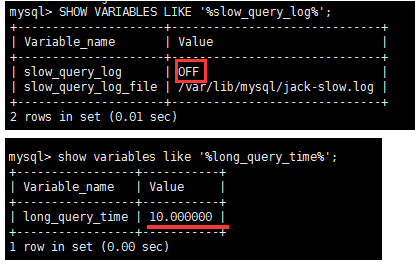 mysql> SHOW VARIABLES LIKE '%slow_query_log%';
+---------------------+-------------------------------+
| Variable_name       | Value                         |
+---------------------+-------------------------------+
| slow_query_log      | OFF                           |
| slow_query_log_file | /var/lib/mysql/jack-slow.log |
+---------------------+-------------------------------+
2 rows in set (0.01 sec)
mysql> show variables like '%long_query_time%';
+-----------------+-----------+
| Variable_name   | Value     |
+-----------------+-----------+
| long_query_time | 10.000000 |
+-----------------+-----------+
1 row in set (0.00 sec)